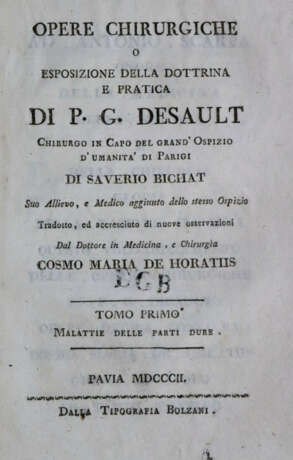 OPERE CHIRURGICHE
O
ESPOSIZIONE DELLA DOTTRINA
E PRATICA
DI P. G. DESAULT
CHIRURGO IN CAPO DEL GRAND' OSPIZIO
D'UMANITA' DI PARIGI
DI SAVERIO BICHAT
Suo Allievo, e Medico aggiunto dello stesso Ospizio
Tradotto, ed accresciuto di nuove osservazioni
Dal Dottore in Medicina, e Chirurgia
COSMO MARIA DE HORATIIS
TOMO PRIMO
MALATTIE DELLE PARTI DURE.
PAVIA MDCCCII.
DALLA TIPOGRAFIA BOLZANI.